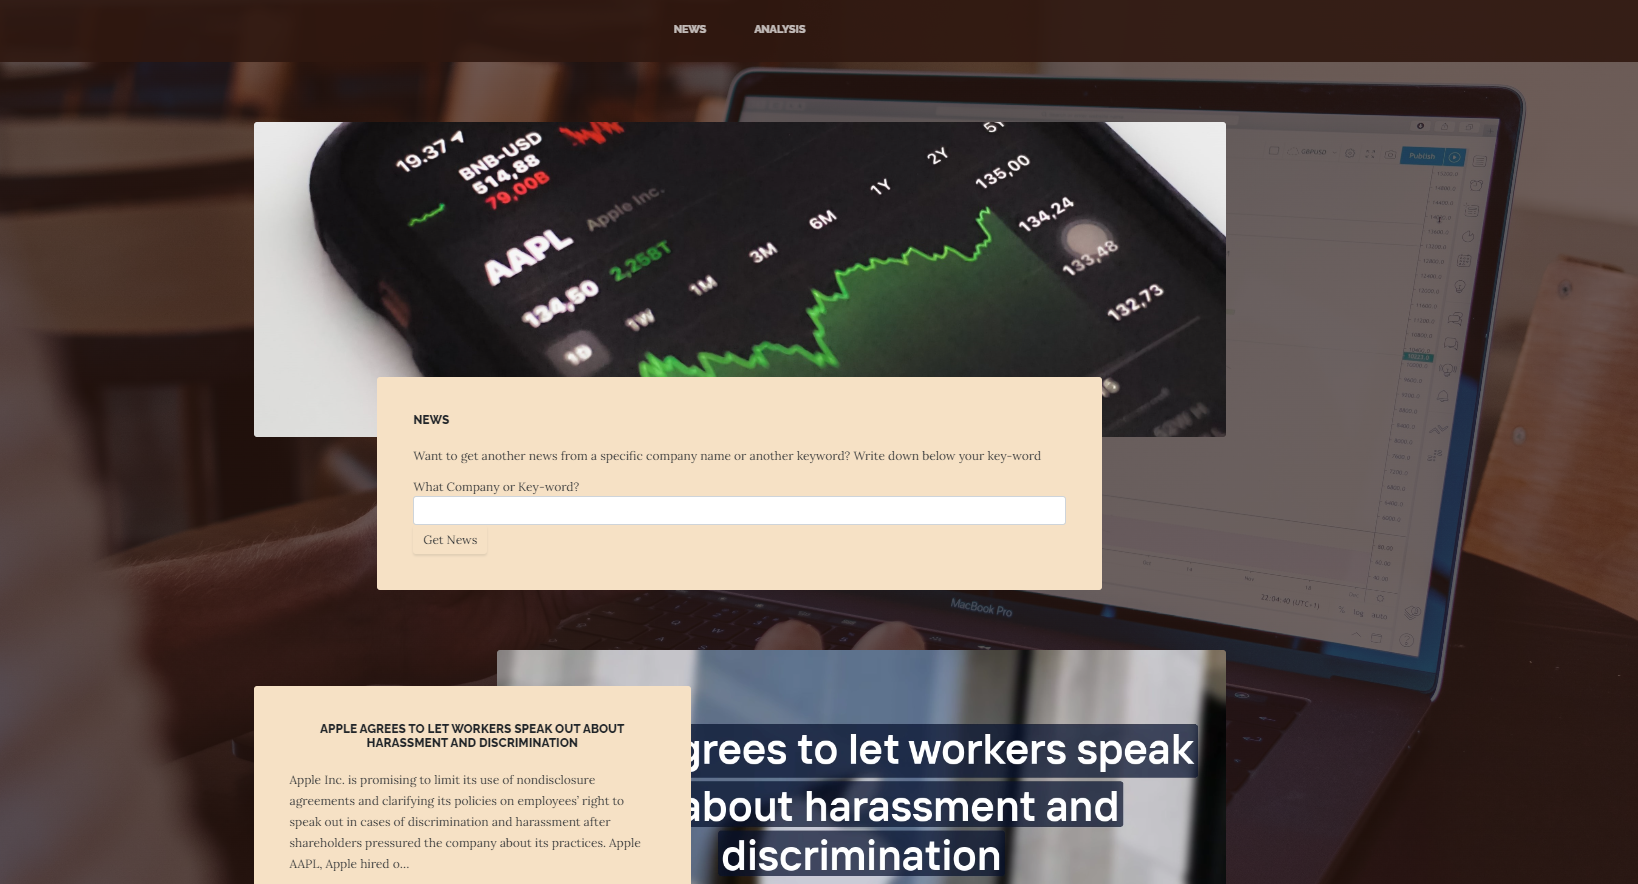 NEWS
ANALYSIS
19.37
BNB-USD
514,88
79,00B
AAPL
Apple Inc.
134,50
2,258T
1D
1W
1M
3M
6M
1Y
2Y
5Y
135,00
134,24
133,48
132,73
52W H
Publish
GBPUSD
MacBook Pro
NEWS
Want to get another news from a specific company name or another keyword? Write down below your key-word
What Company or Key-word?
Get News
APPLE AGREES TO LET WORKERS SPEAK OUT ABOUT
HARASSMENT AND DISCRIMINATION
Apple Inc. is promising to limit its use of nondisclosure
agreements and clarifying its policies on employees’ right to
speak out in cases of discrimination and harassment after
shareholders pressured the company about its practices. Apple
AAPL, Apple hired o...
grees to let workers speak
about harassment and
discrimination